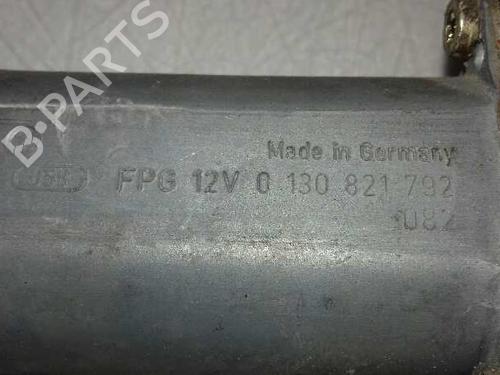 B-PARTS
Made in Germany
FPG 12V 0 130 821 792
082